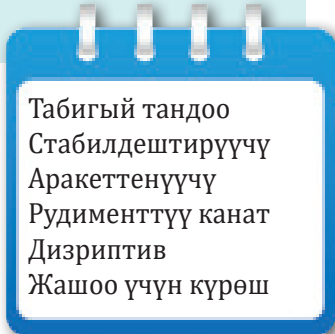 Табигый тандоо
Стабилдештирүүчү
Аракеттенүүчү
Рудименттүү канат
Дизриптив
Жашоо үчүн күрөш